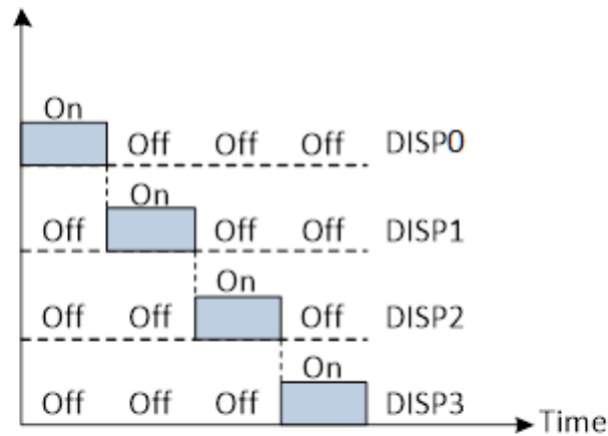 On
Off Off Off DISP0
On
Off Off Off DISP1
On
Off Off Off DISP2
On
Off Off Off DISP3
Time